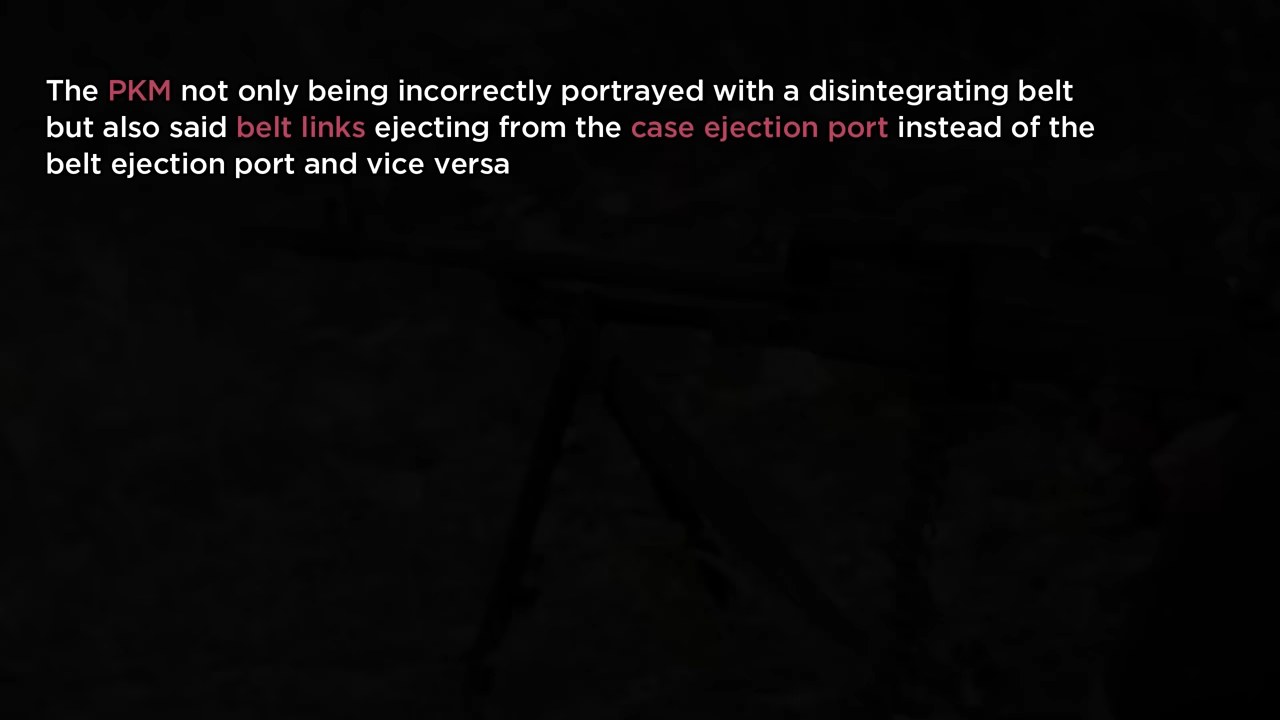 The PKM not only being incorrectly portrayed with a disintegrating belt
but also said belt links ejecting from the case ejection port instead of the
belt ejection port and vice versa